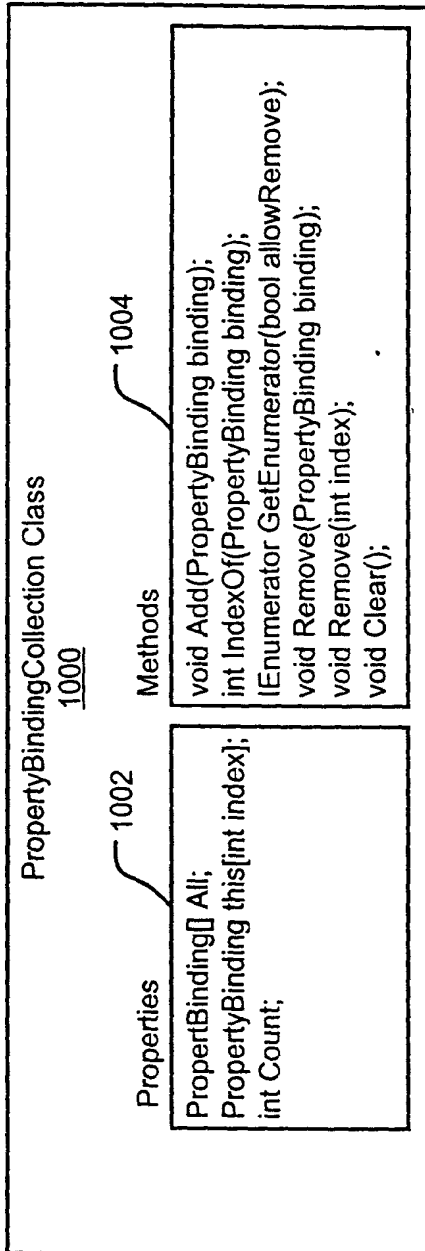 PropertyBindingCollection Class
1000
Properties
1002
PropertBinding[] All;
PropertyBinding this[int index];
int Count;
Methods
1004
void Add(PropertyBinding binding);
int IndexOf(PropertyBinding binding);
IEnumerator GetEnumerator(bool allowRemove);
void Remove(PropertyBinding binding);
void Remove(int index);
void Clear();